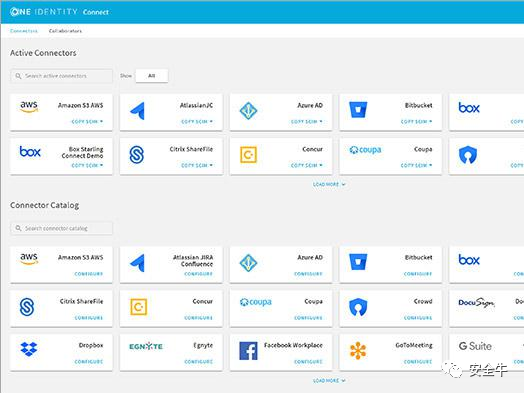 ONE IDENTITY Connect
Connectors Collaborators
Active Connectors
Search active connectors Show All
aws Amazon S3 AWS AtlassianJC Azure AD Bitbucket box
COPY SCIM COPY SCIM COPY SCIM COPY SCIM
box Box Starling Connect Demo Citrix ShareFile Concur coupa Coupa
COPY SCIM COPY SCIM COPY SCIM COPY SCIM
LOAD MORE
Connector Catalog
Search connector catalog
aws Amazon S3 AWS Atlassian JIRA Confluence Azure AD Bitbucket box
CONFIGURE CONFIGURE CONFIGURE CONFIGURE
Citrix ShareFile Concur coupa Coupa Crowd DocuSign
CONFIGURE CONFIGURE CONFIGURE CONFIGURE
Dropbox EGNYTE Egnyte Facebook Workplace GoToMeeting G Suite
CONFIGURE CONFIGURE CONFIGURE CONFIGURE
LOAD MORE
安全牛